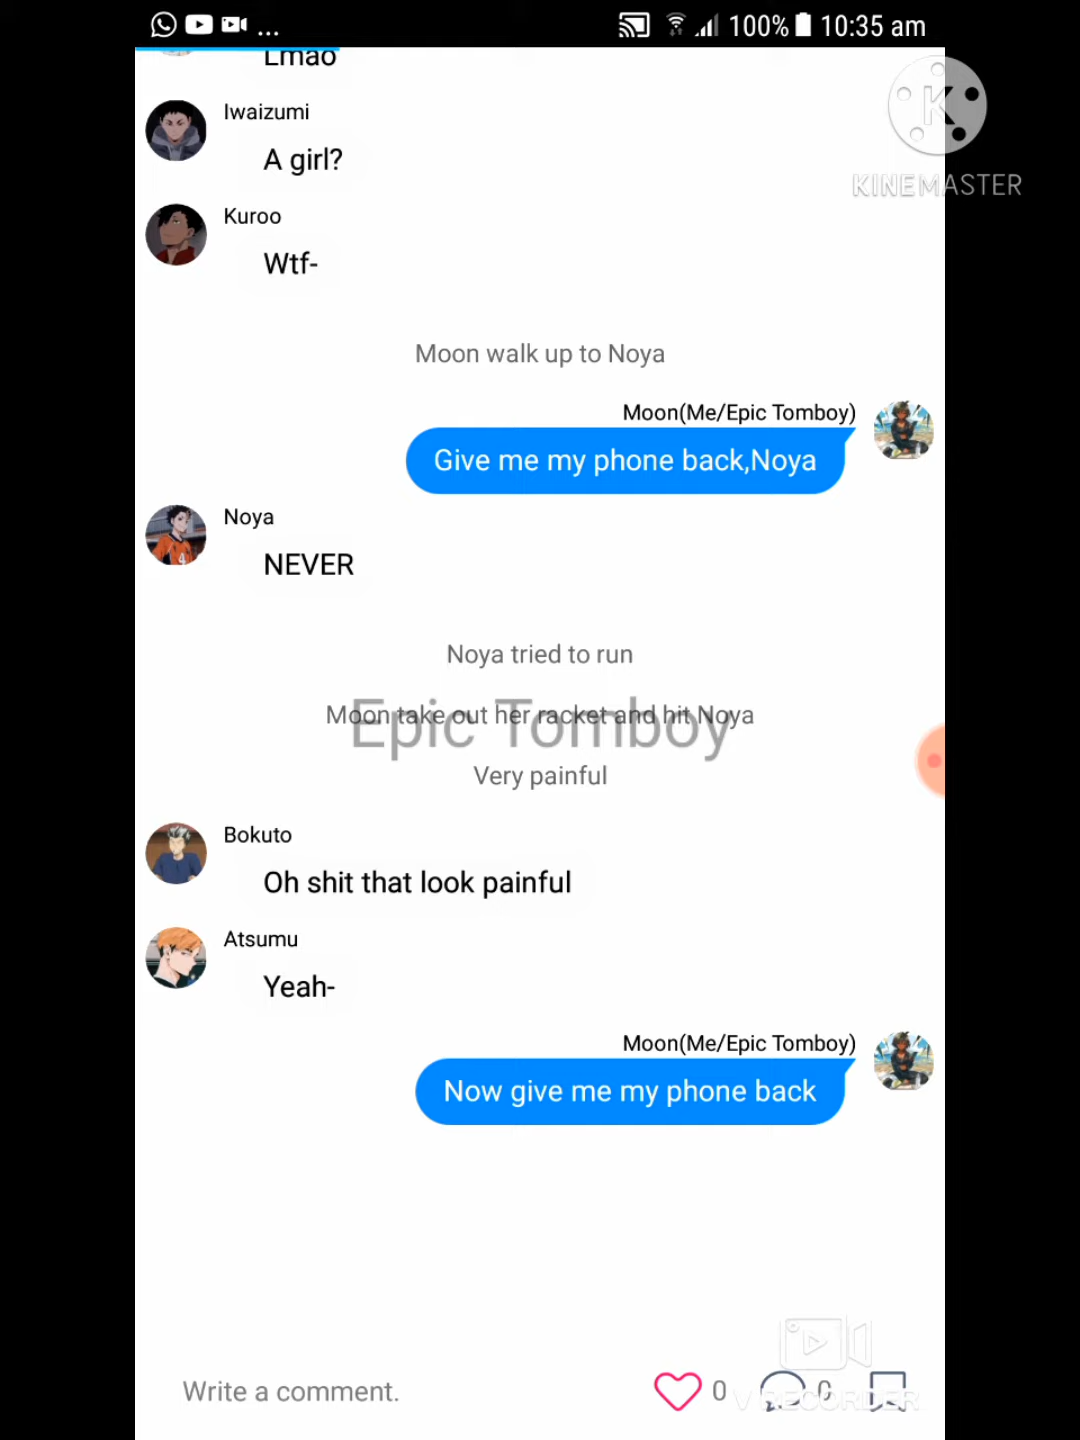 ... 100% 10:35 am
Lmao
KINEMASTER
K
Iwaizumi
A girl?
Kuroo
Wtf-
Moon walk up to Noya
Moon(Me/Epic Tomboy)
Give me my phone back,Noya
Noya
NEVER
Noya tried to run
Moon take out her racket and hit Noya
Epic Tomboy
Very painful
Bokuto
Oh shit that look painful
Atsumu
Yeah-
Moon(Me/Epic Tomboy)
Now give me my phone back
Write a comment. 0 0
V RECORDER